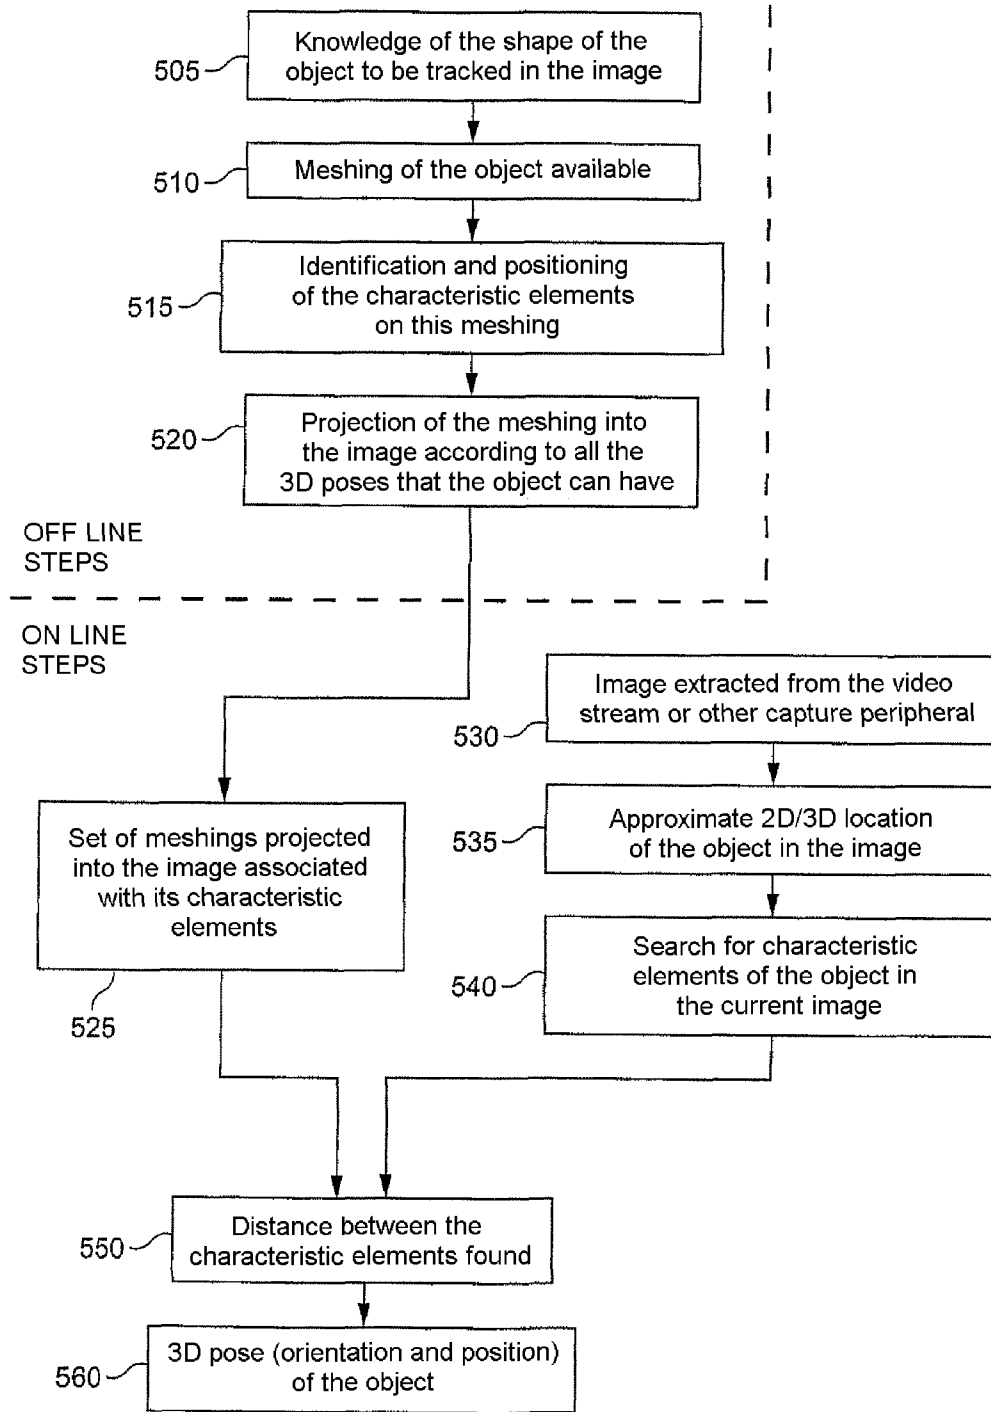 Knowledge of the shape of the
object to be tracked in the image
505
Meshing of the object available
510
Identification and positioning
of the characteristic elements
on this meshing
515
Projection of the meshing into
the image according to all the
3D poses that the object can have
520
OFF LINE
STEPS
ON LINE
STEPS
Image extracted from the video
stream or other capture peripheral
530
Approximate 2D/3D location
of the object in the image
535
Set of meshings projected
into the image associated
with its characteristic
elements
525
Search for characteristic
elements of the object in
the current image
540
Distance between the
characteristic elements found
550
3D pose (orientation and position)
of the object
560